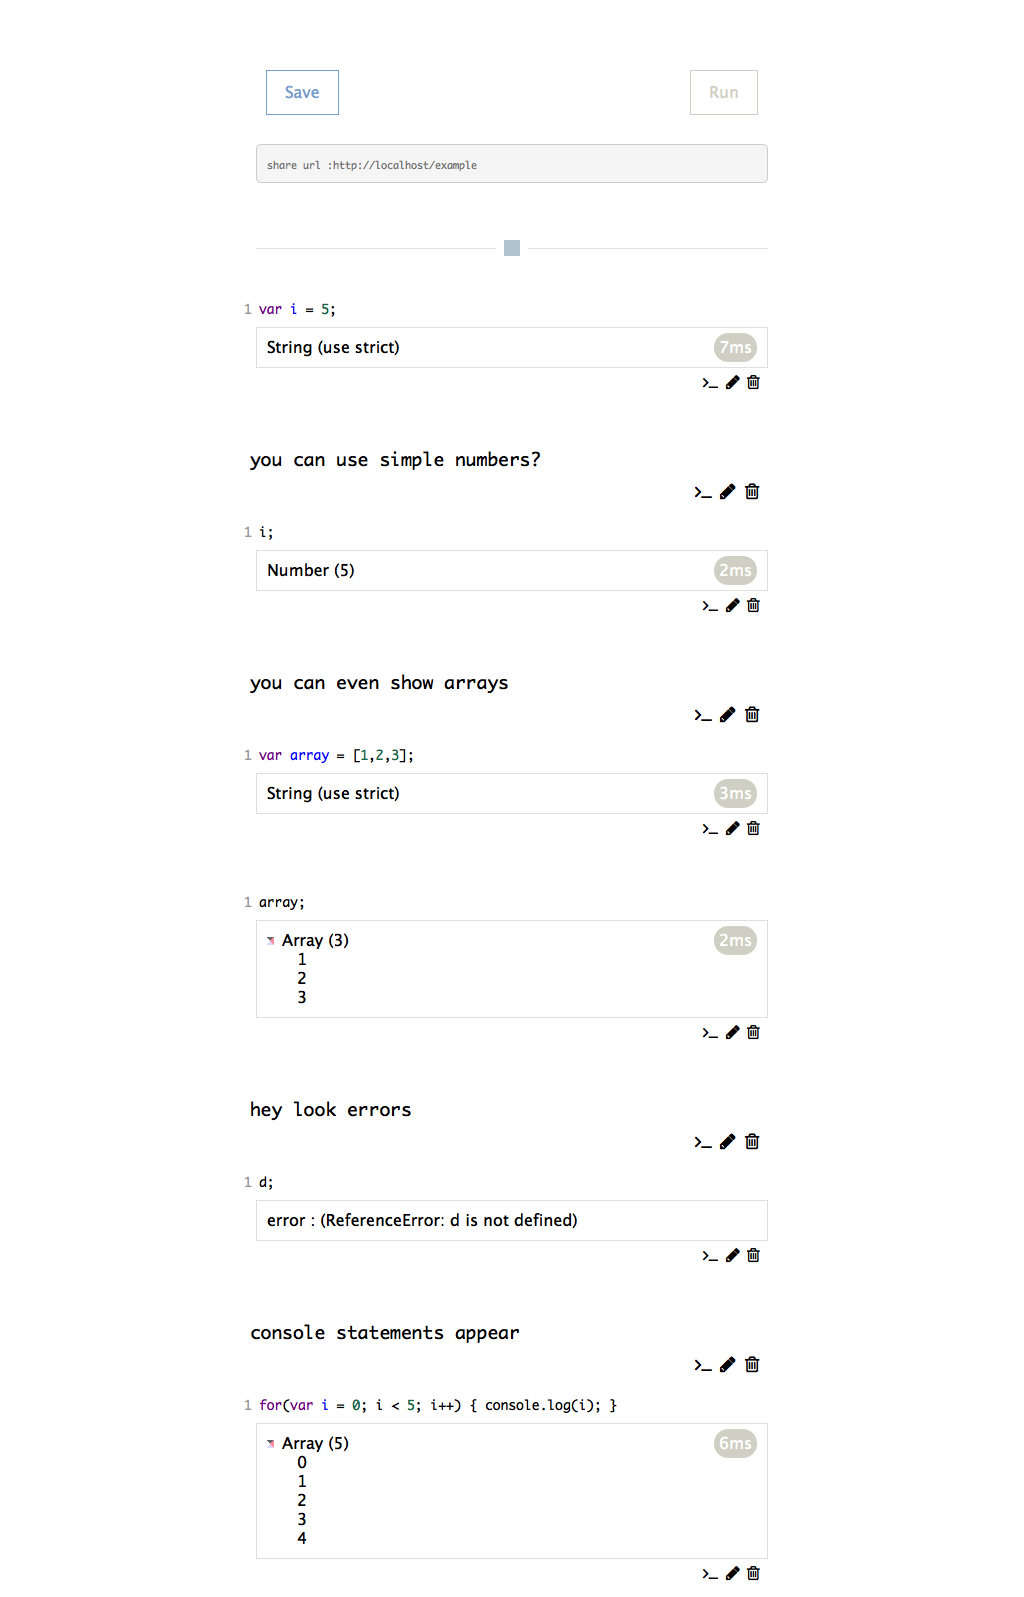 Save
Run
share url :http://localhost/example
1 var i = 5;
String (use strict)
7ms
you can use simple numbers?
1 i;
Number (5)
2ms
you can even show arrays
1 var array = [1,2,3];
String (use strict)
3ms
1 array;
Array (3)
2ms
1
2
3
hey look errors
1 d;
error : (ReferenceError: d is not defined)
console statements appear
1 for(var i = 0; i < 5; i++) { console.log(i); }
Array (5)
6ms
0
1
2
3
4